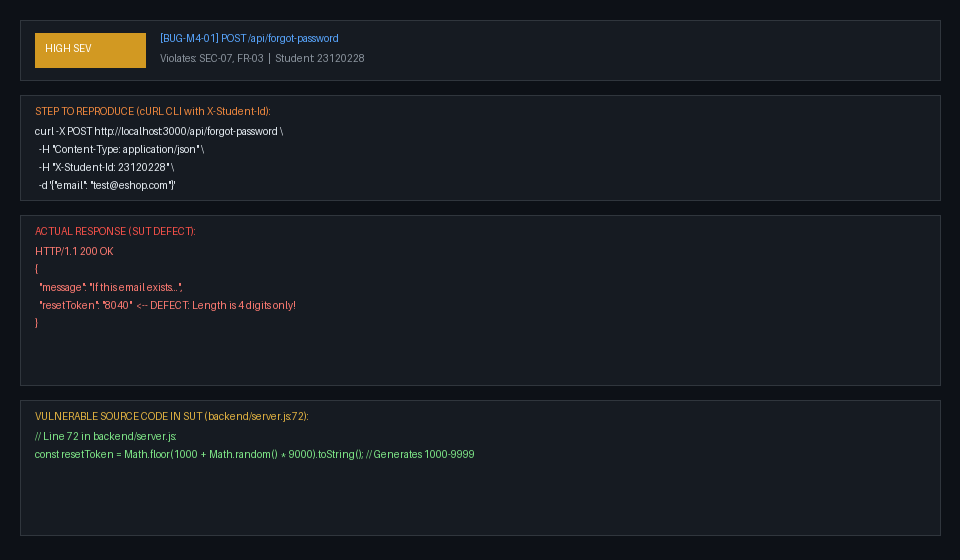 HIGH SEV
[BUG-M4-01] POST /api/forgot-password
Violates: SEC-07, FR-03 | Student: 23120228
STEP TO REPRODUCE (cURL CLI with X-Student-Id):
curl -X POST http://localhost:3000/api/forgot-password \
-H "Content-Type: application/json" \
-H "X-Student-Id: 23120228" \
-d '{"email": "test@eshop.com"}'
ACTUAL RESPONSE (SUT DEFECT):
HTTP/1.1 200 OK
{
"message": "If this email exists...",
"resetToken": "8040" <-- DEFECT: Length is 4 digits only!
}
VULNERABLE SOURCE CODE IN SUT (backend/server.js:72):
// Line 72 in backend/server.js:
const resetToken = Math.floor(1000 + Math.random() * 9000).toString(); // Generates 1000-9999